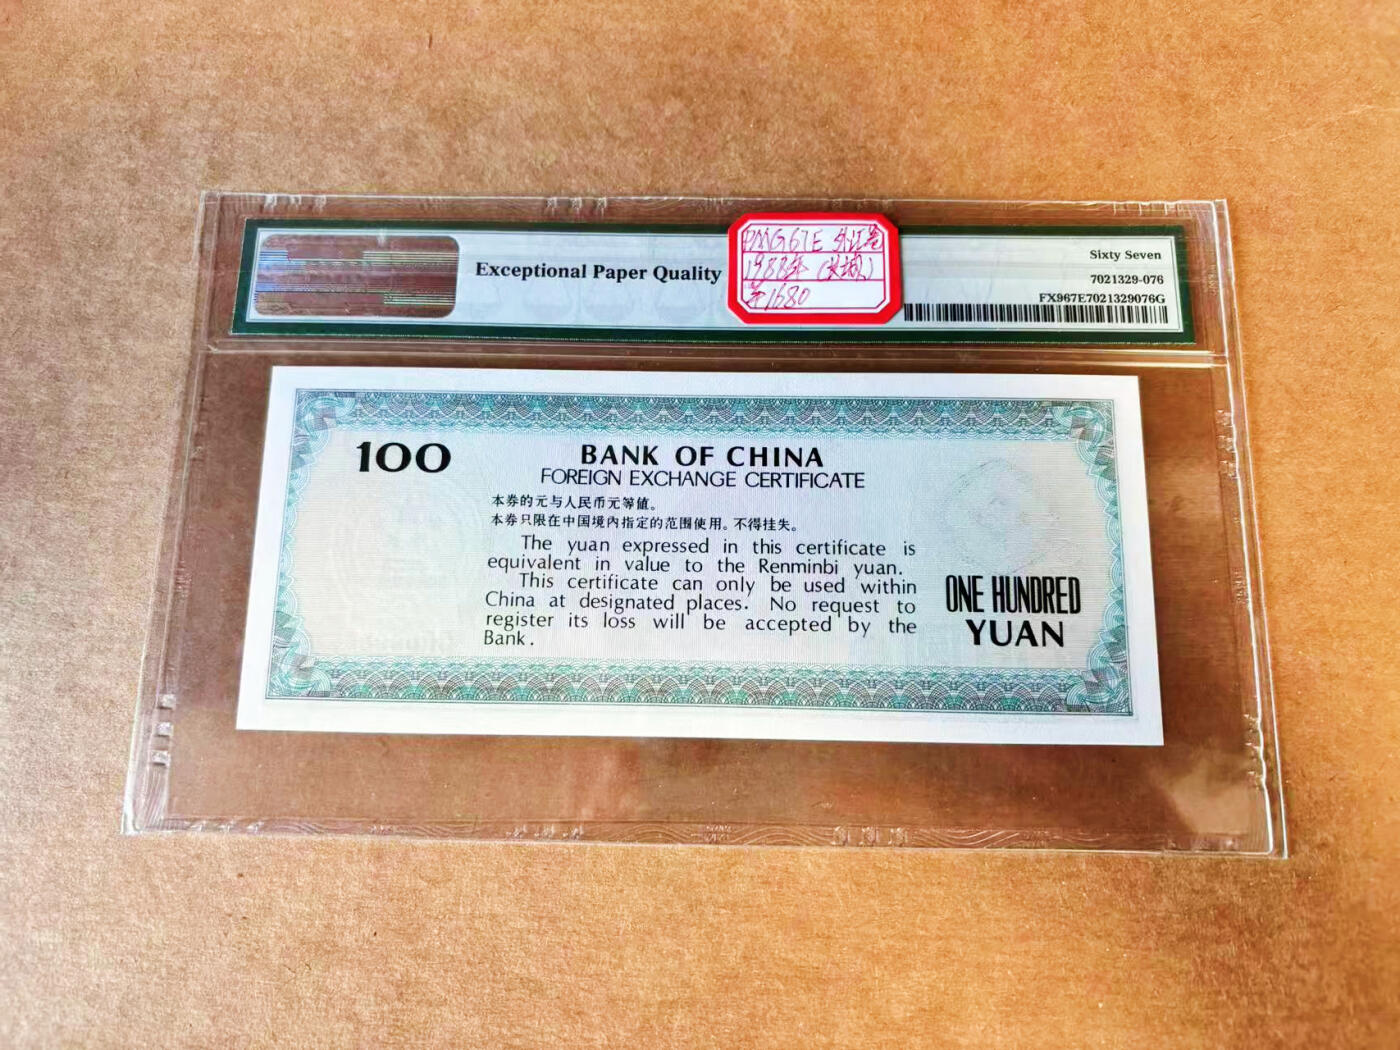 Exceptional Paper Quality
PMG67E 外汇券
1988年(长城)
1680
Sixty Seven
7021329-076
FX967E7021329076G
100
BANK OF CHINA
FOREIGN EXCHANGE CERTIFICATE
本券的元与人民币元等值。
本券只限在中国境内指定的范围使用。不得挂失。
The yuan expressed in this certificate is
equivalent in value to the Renminbi yuan.
This certificate can only be used within
China at designated places. No request to
register its loss will be accepted by the
Bank.
ONE HUNDRED
YUAN